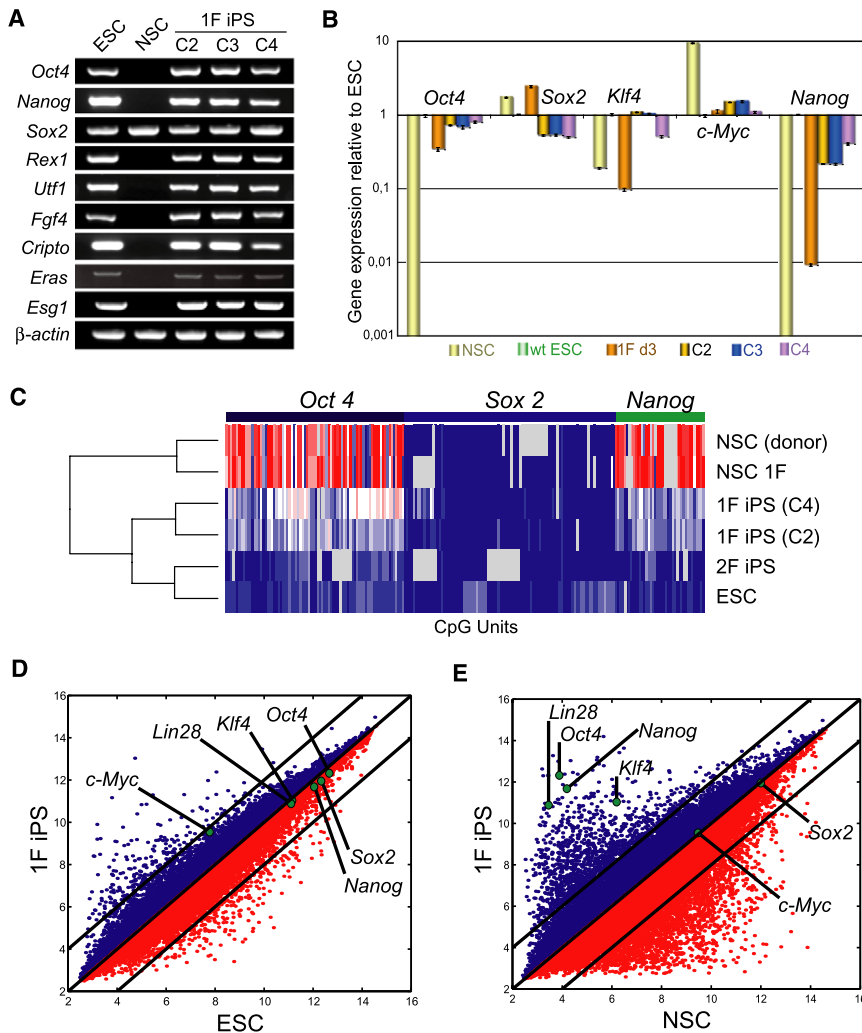 A
ESC NSC 1F iPS
C2 C3 C4
Oct4
Nanog
Sox2
Rex1
Utf1
Fgf4
Cripto
Eras
Esg1
β-actin
B
Gene expression relative to ESC
10
1
0,1
0,01
0,001
Oct4 Sox2 Klf4 c-Myc Nanog
NSC wt ESC 1F d3 C2 C3 C4
C
Oct 4 Sox 2 Nanog
NSC (donor)
NSC 1F
1F iPS (C4)
1F iPS (C2)
2F iPS
ESC
CpG Units
D
1F iPS
16
14
12
10
8
6
4
2
2 4 6 8 10 12 14 16
ESC
c-Myc
Lin28
Klf4
Oct4
Sox2
Nanog
E
1F iPS
16
14
12
10
8
6
4
2
2 4 6 8 10 12 14 16
NSC
Lin28
Oct4
Nanog
Klf4
Sox2
c-Myc